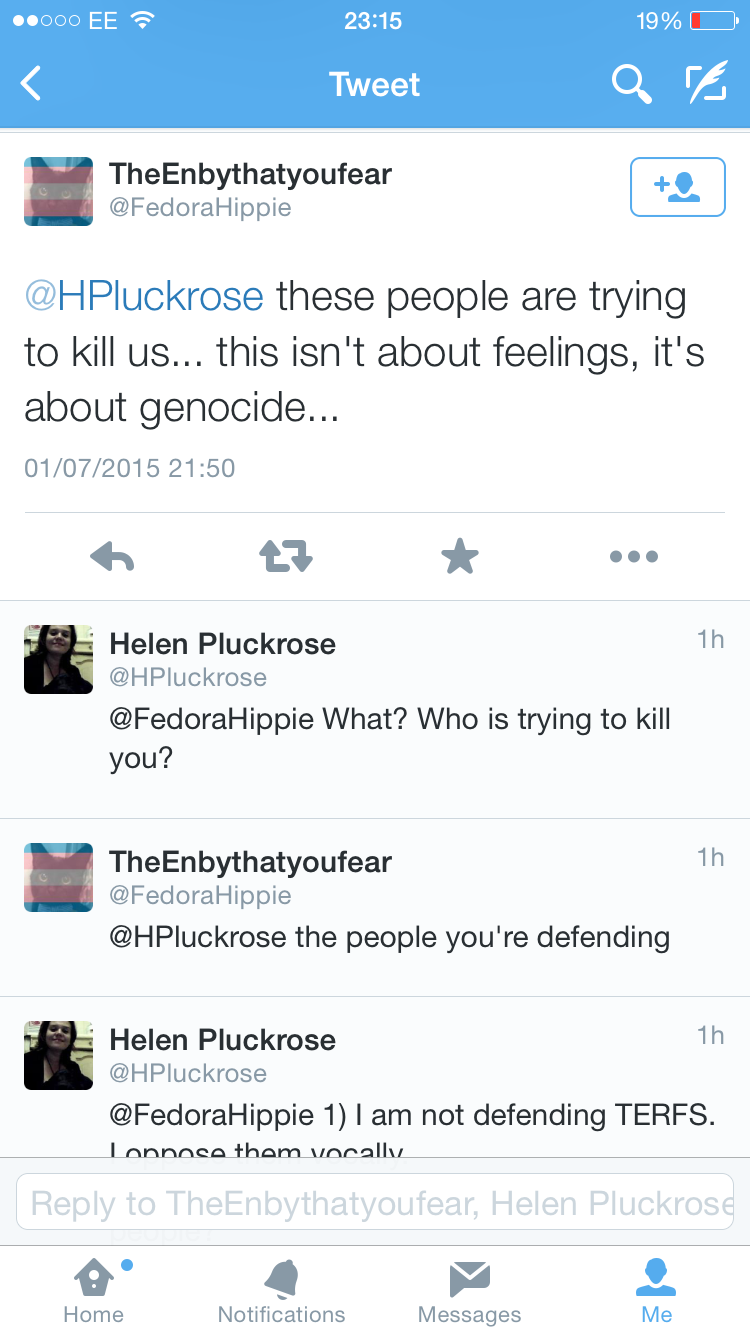 EE 23:15 19%
Tweet
TheEnbythatyoufear
@FedoraHippie
@HPluckrose these people are trying
to kill us... this isn't about feelings, it's
about genocide...
01/07/2015 21:50
Helen Pluckrose 1h
@HPluckrose
@FedoraHippie What? Who is trying to kill
you?
TheEnbythatyoufear 1h
@FedoraHippie
@HPluckrose the people you're defending
Helen Pluckrose 1h
@HPluckrose
@FedoraHippie 1) I am not defending TERFS.
I oppose them vocally.
Reply to TheEnbythatyoufear, Helen Pluckrose
people?
Home Notifications Messages Me